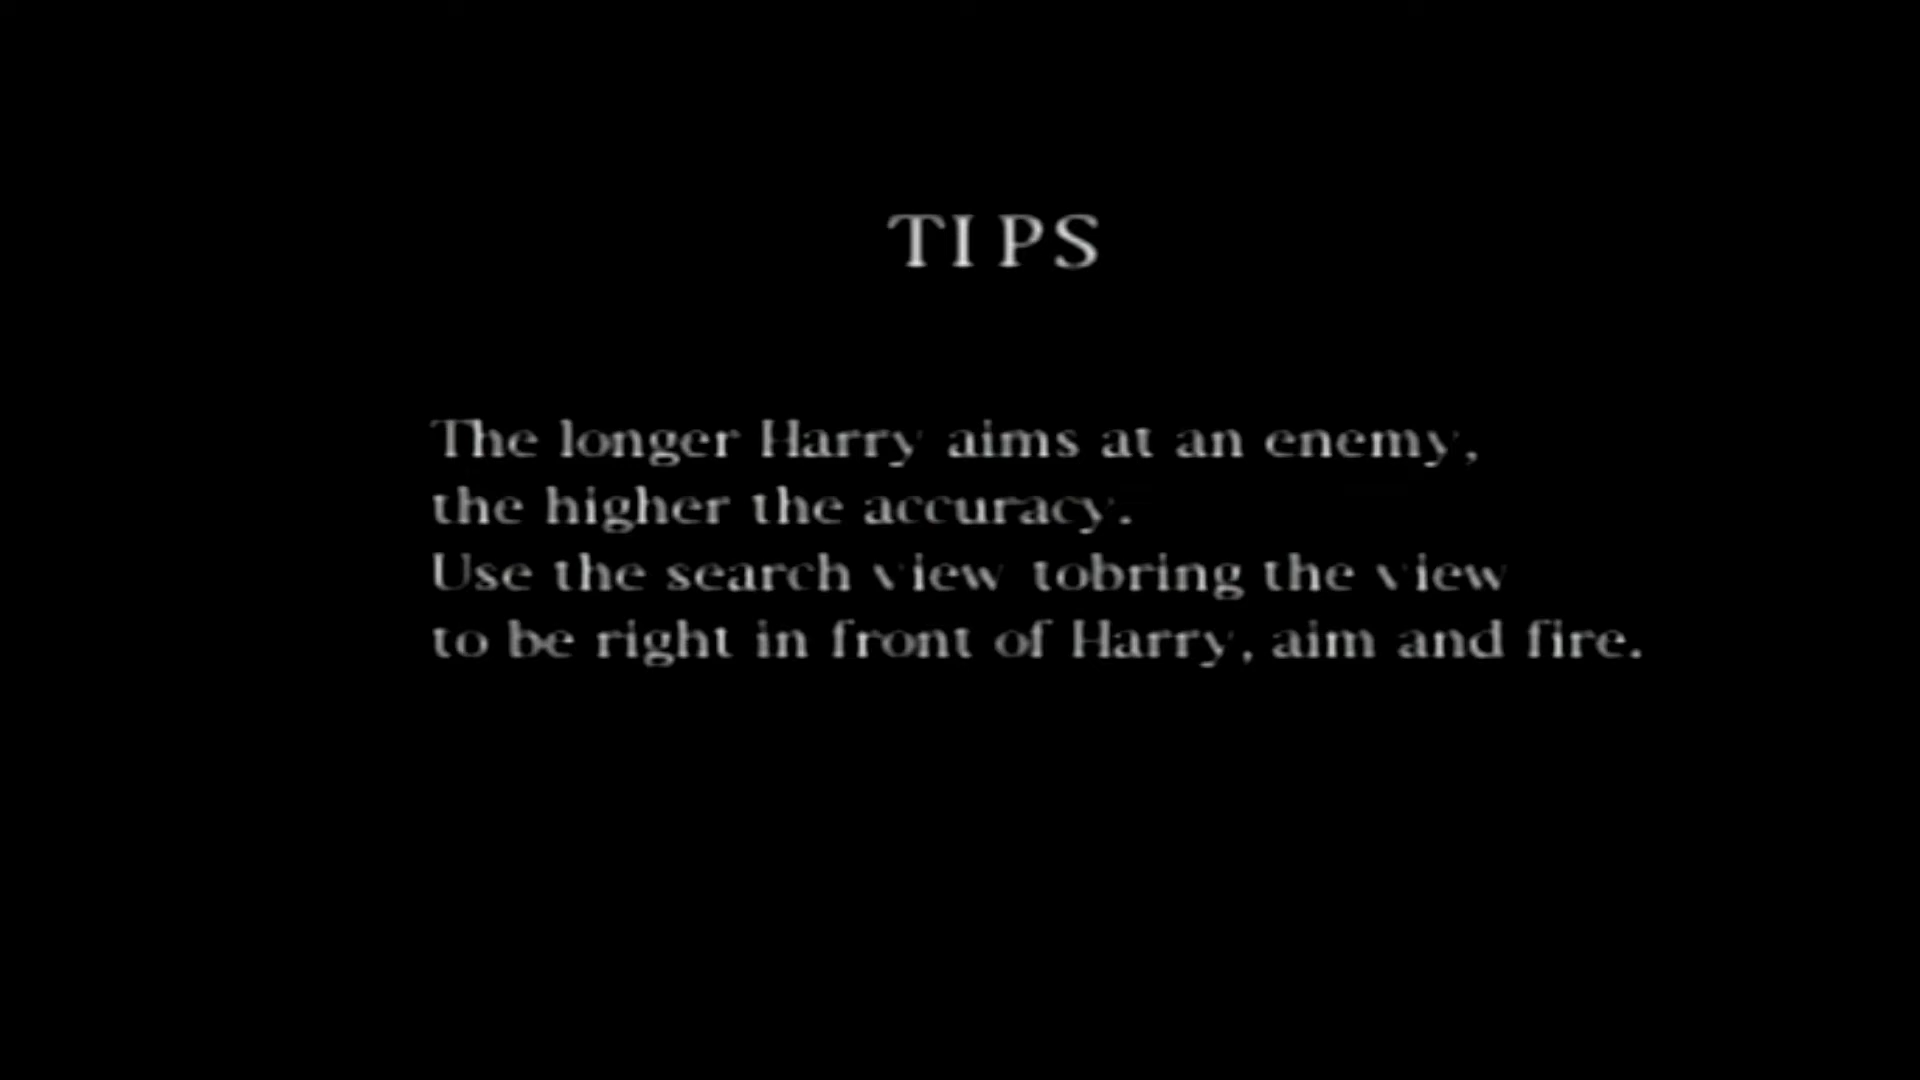 TIPS
The longer Harry aims at an enemy,
the higher the accuracy.
Use the search view tobring the view
to be right in front of Harry, aim and fire.